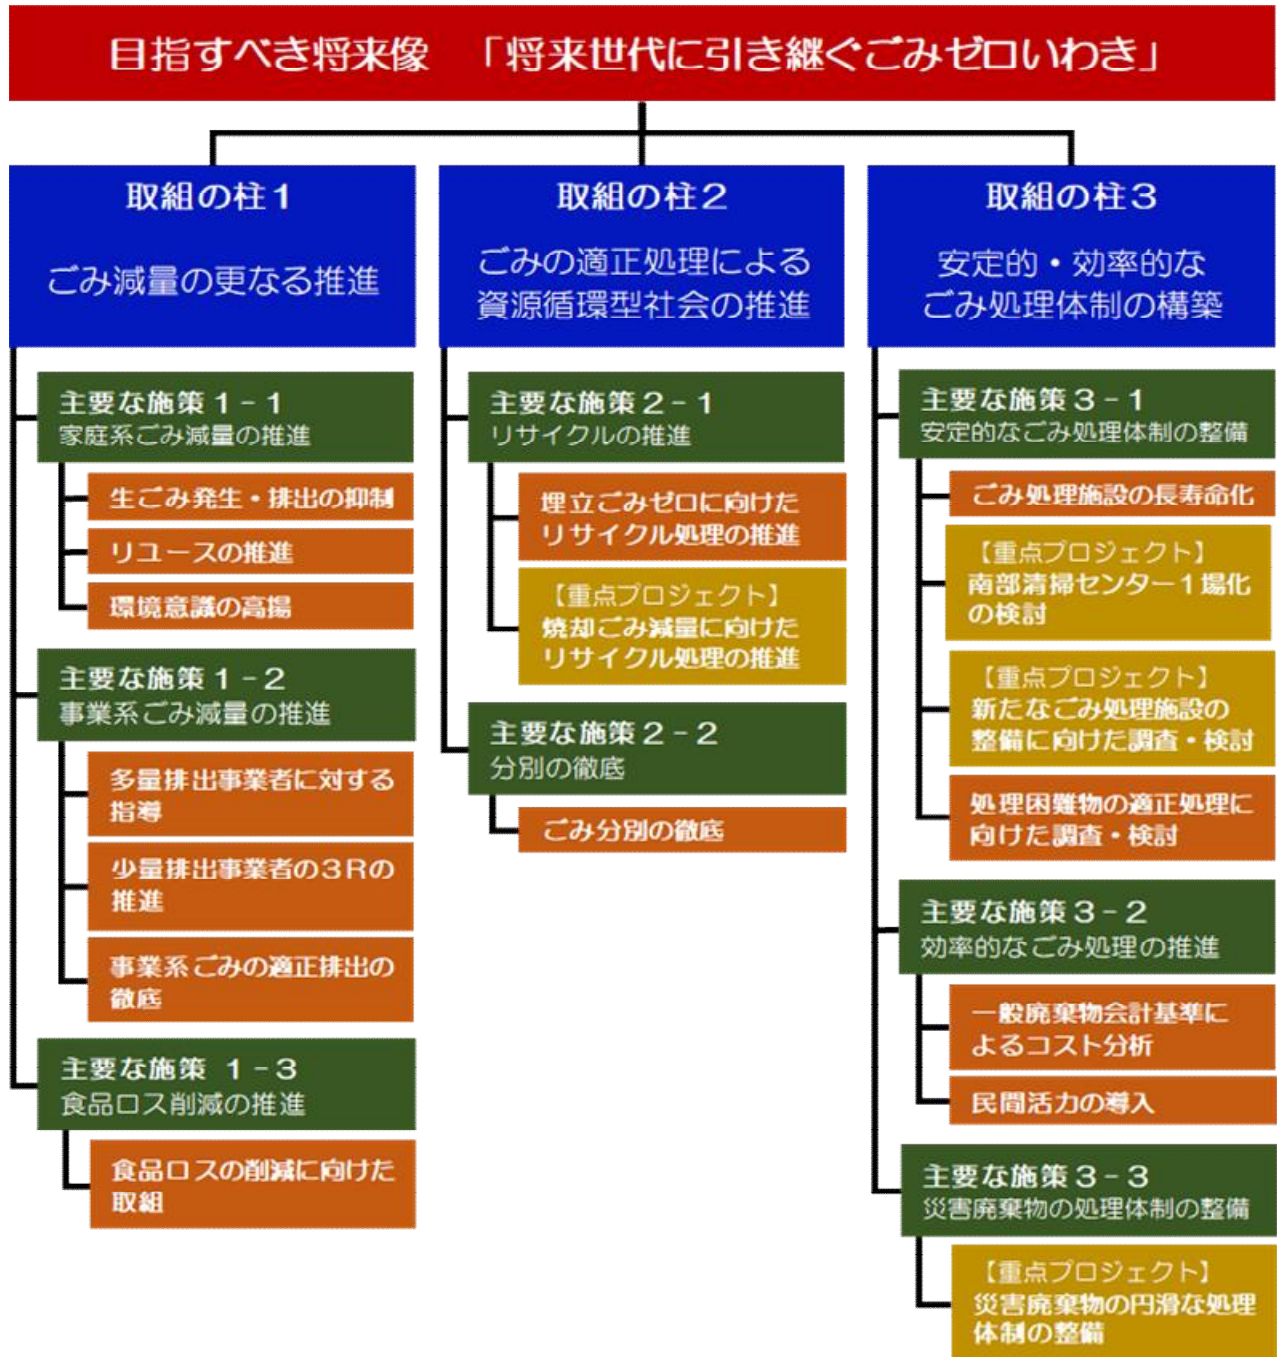 目指すべき将来像　「将来世代に引き継ぐごみゼロいわき」
取組の柱１
ごみ減量の更なる推進
主要な施策１－１
家庭系ごみ減量の推進
生ごみ発生・排出の抑制
リユースの推進
環境意識の高揚
主要な施策１－２
事業系ごみ減量の推進
多量排出事業者に対する
指導
少量排出事業者の３Ｒの
推進
事業系ごみの適正排出の
徹底
主要な施策 １－３
食品ロス削減の推進
食品ロスの削減に向けた
取組
取組の柱２
ごみの適正処理による
資源循環型社会の推進
主要な施策２－１
リサイクルの推進
埋立ごみゼロに向けた
リサイクル処理の推進
【重点プロジェクト】
焼却ごみ減量に向けた
リサイクル処理の推進
主要な施策２－２
分別の徹底
ごみ分別の徹底
取組の柱３
安定的・効率的な
ごみ処理体制の構築
主要な施策３－１
安定的なごみ処理体制の整備
ごみ処理施設の長寿命化
【重点プロジェクト】
南部清掃センター１場化
の検討
【重点プロジェクト】
新たなごみ処理施設の
整備に向けた調査・検討
処理困難物の適正処理に
向けた調査・検討
主要な施策３－２
効率的なごみ処理の推進
一般廃棄物会計基準に
よるコスト分析
民間活力の導入
主要な施策３－３
災害廃棄物の処理体制の整備
【重点プロジェクト】
災害廃棄物の円滑な処理
体制の整備